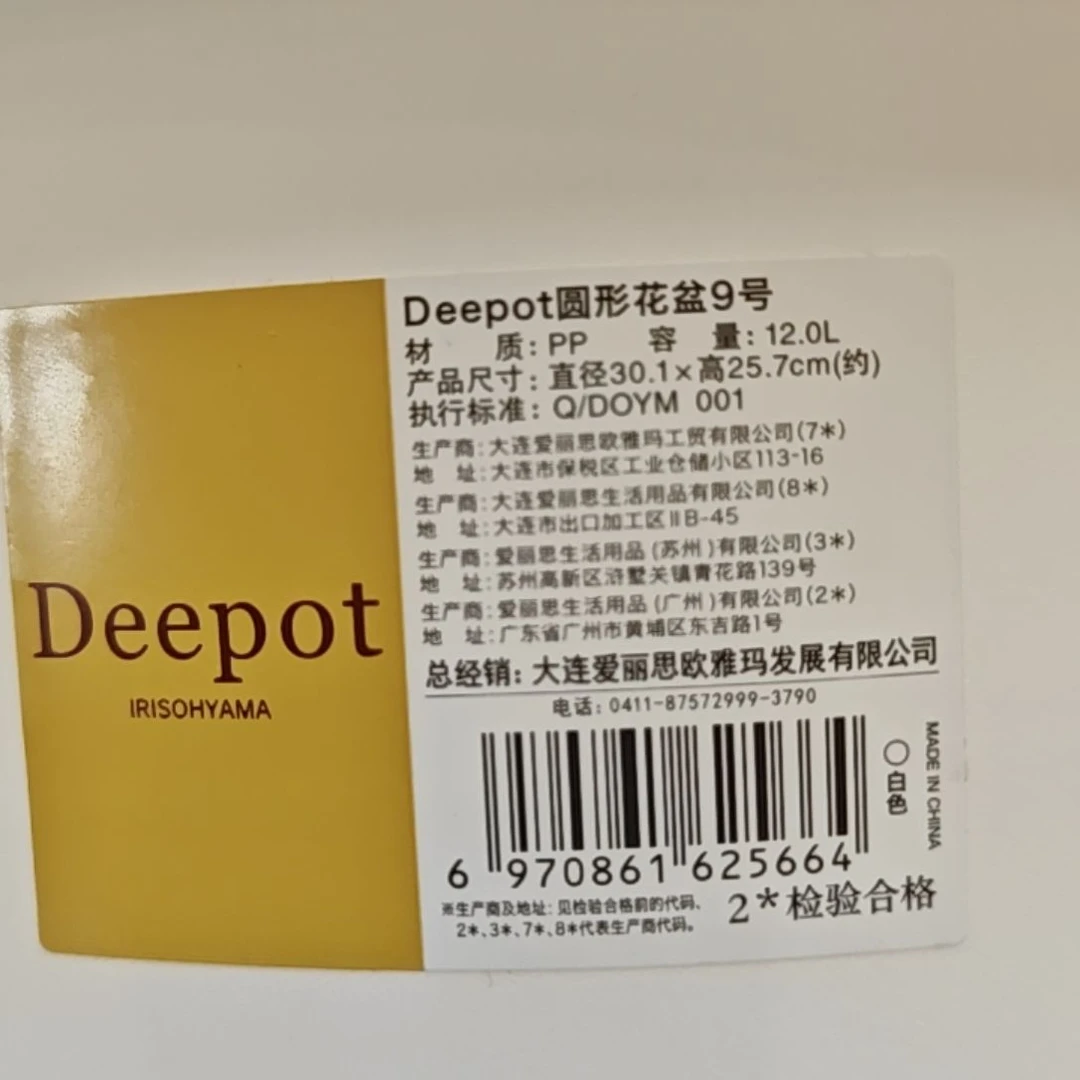 Deepot
IRISOHYAMA
Deepot圆形花盆9号
材 质: PP 容 量: 12.0L
产品尺寸: 直径30.1×高25.7cm(约)
执行标准: Q/DOYM 001
生产商: 大连爱丽思欧雅玛工贸有限公司(7*)
地 址: 大连市保税区工业仓储小区113-16
生产商: 大连爱丽思生活用品有限公司(8*)
地 址: 大连市出口加工区ⅡB-45
生产商: 爱丽思生活用品(苏州)有限公司(3*)
地 址: 苏州高新区浒墅关镇青花路139号
生产商: 爱丽思生活用品(广州)有限公司(2*)
地 址: 广东省广州市黄埔区东吉路1号
总经销: 大连爱丽思欧雅玛发展有限公司
电话: 0411-87572999-3790
6 970861 625664
○白色
MADE IN CHINA
※生产商及地址: 见检验合格前的代码、
2*、3*、7*、8*代表生产商代码。
2*检验合格